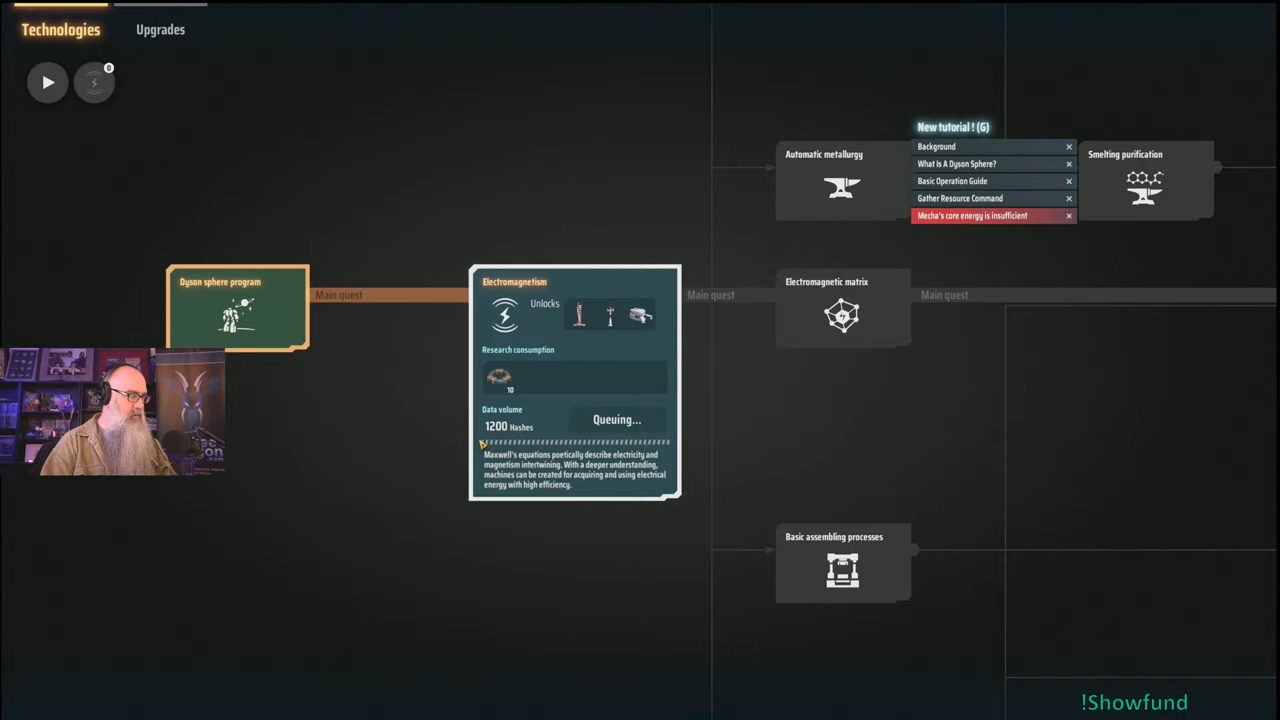 Technologies
Upgrades
0
New tutorial ! (G)
Background
What Is A Dyson Sphere?
Basic Operation Guide
Gather Resource Command
Mecha's core energy is insufficient
Automatic metallurgy
Smelting purification
Dyson sphere program
Main quest
Electromagnetism
Unlocks
Research consumption
10
Data volume
1200 Hashes
Queuing...
Maxwell's equations poetically describe electricity and
magnetism intertwining. With a deeper understanding,
machines can be created for acquiring and using electrical
energy with high efficiency.
Main quest
Electromagnetic matrix
Main quest
Basic assembling processes
!Showfund